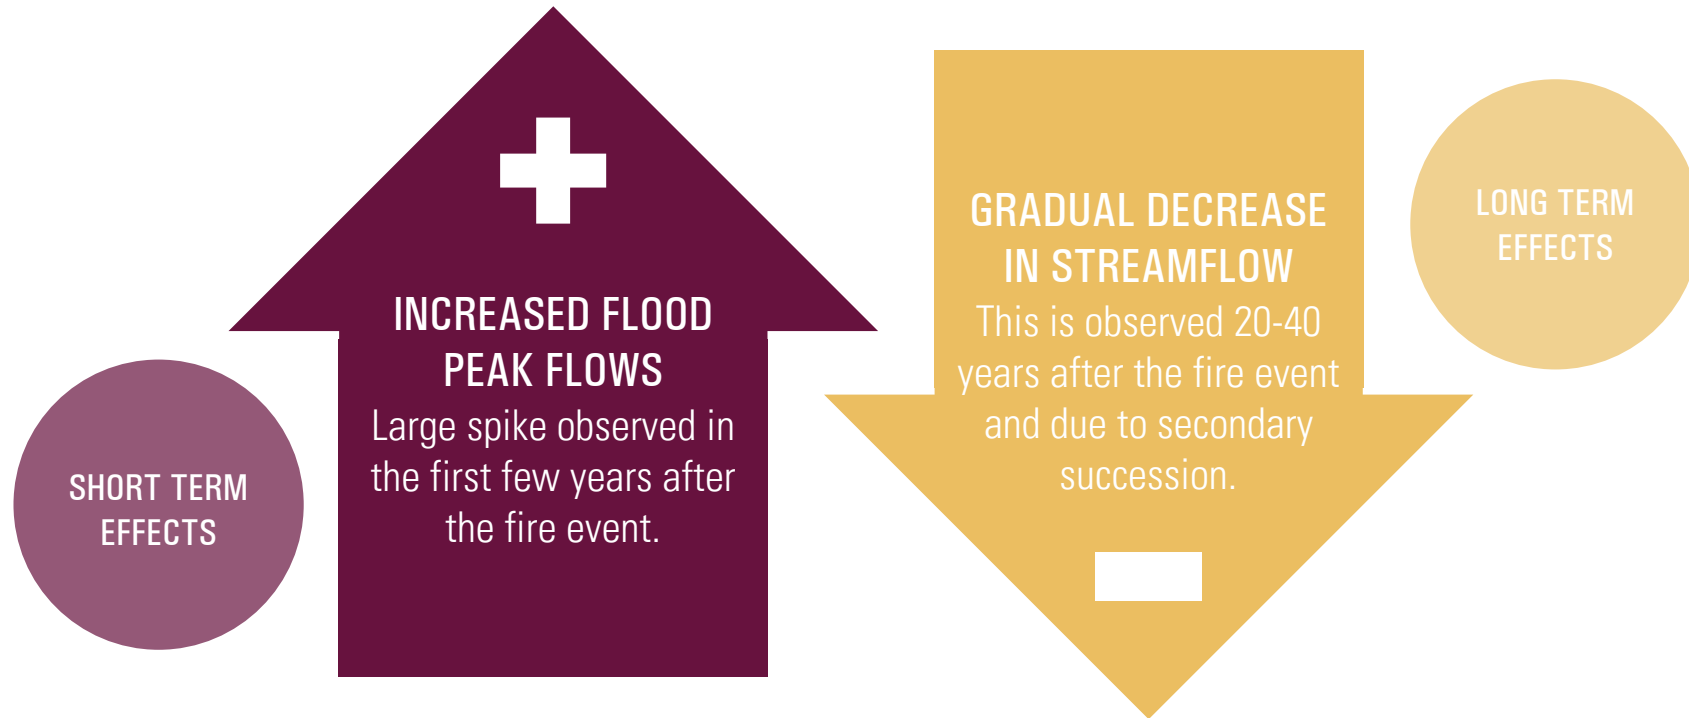 SHORT TERM
EFFECTS
INCREASED FLOOD
PEAK FLOWS
Large spike observed in
the first few years after
the fire event.
GRADUAL DECREASE
IN STREAMFLOW
This is observed 20-40
years after the fire event
and due to secondary
succession.
LONG TERM
EFFECTS